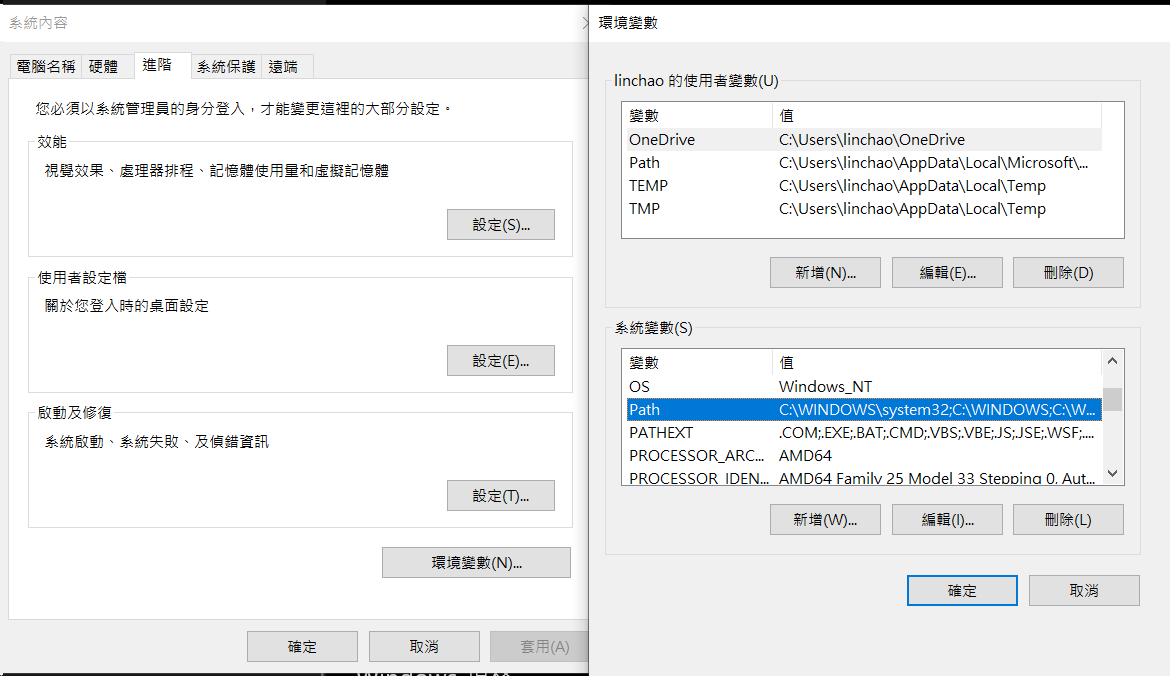 系統內容
電腦名稱 硬體 進階 系統保護 遠端
您必須以系統管理員的身分登入，才能變更這裡的大部分設定。
效能
視覺效果、處理器排程、記憶體使用量和虛擬記憶體
設定(S)...
使用者設定檔
關於您登入時的桌面設定
設定(E)...
啟動及修復
系統啟動、系統失敗、及偵錯資訊
設定(T)...
環境變數(N)...
確定 取消 套用(A)
環境變數
linchao 的使用者變數(U)
變數 值
OneDrive C:\Users\linchao\OneDrive
Path C:\Users\linchao\AppData\Local\Microsoft\...
TEMP C:\Users\linchao\AppData\Local\Temp
TMP C:\Users\linchao\AppData\Local\Temp
新增(N)... 編輯(E)... 刪除(D)
系統變數(S)
變數 值
OS Windows_NT
Path C:\WINDOWS\system32;C:\WINDOWS;C:\W...
PATHEXT .COM;.EXE;.BAT;.CMD;.VBS;.VBE;.JS;.JSE;.WSF;...
PROCESSOR_ARC... AMD64
PROCESSOR_IDEN... AMD64 Family 25 Model 33 Stepping 0, Aut...
新增(W)... 編輯(I)... 刪除(L)
確定 取消